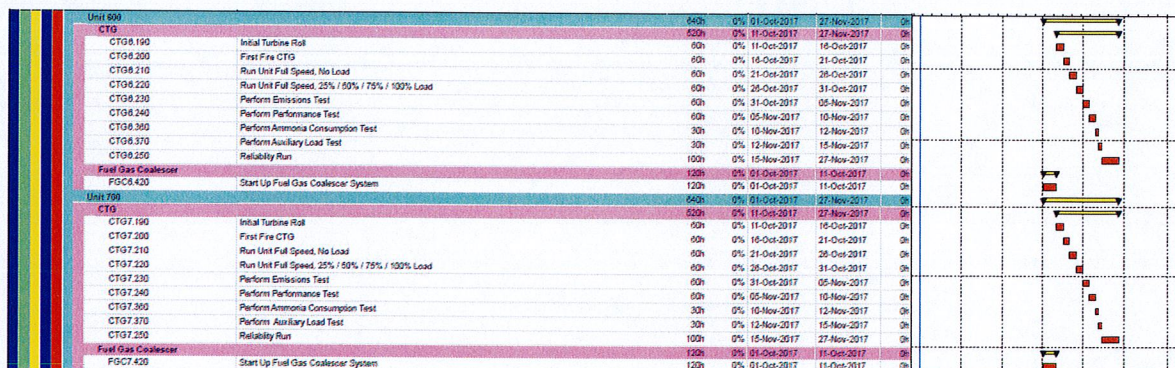 Unit 600 640h 0% 01-Oct-2017 27-Nov-2017 0h
CTG 520h 0% 11-Oct-2017 27-Nov-2017 0h
CTG6.190 Initial Turbine Roll 60h 0% 11-Oct-2017 16-Oct-2017 0h
CTG6.200 First Fire CTG 60h 0% 16-Oct-2017 21-Oct-2017 0h
CTG6.210 Run Unit Full Speed, No Load 60h 0% 21-Oct-2017 26-Oct-2017 0h
CTG6.220 Run Unit Full Speed, 25% / 50% / 75% / 100% Load 60h 0% 26-Oct-2017 31-Oct-2017 0h
CTG6.230 Perform Emissions Test 60h 0% 31-Oct-2017 05-Nov-2017 0h
CTG6.240 Perform Performance Test 60h 0% 05-Nov-2017 10-Nov-2017 0h
CTG6.360 Perform Ammonia Consumption Test 30h 0% 10-Nov-2017 12-Nov-2017 0h
CTG6.370 Perform Auxiliary Load Test 30h 0% 12-Nov-2017 15-Nov-2017 0h
CTG6.250 Reliability Run 100h 0% 15-Nov-2017 27-Nov-2017 0h
Fuel Gas Coalescer 120h 0% 01-Oct-2017 11-Oct-2017 0h
FGC6.420 Start Up Fuel Gas Coalescer System 120h 0% 01-Oct-2017 11-Oct-2017 0h
Unit 700 640h 0% 01-Oct-2017 27-Nov-2017 0h
CTG 520h 0% 11-Oct-2017 27-Nov-2017 0h
CTG7.190 Initial Turbine Roll 60h 0% 11-Oct-2017 16-Oct-2017 0h
CTG7.200 First Fire CTG 60h 0% 16-Oct-2017 21-Oct-2017 0h
CTG7.210 Run Unit Full Speed, No Load 60h 0% 21-Oct-2017 26-Oct-2017 0h
CTG7.220 Run Unit Full Speed, 25% / 50% / 75% / 100% Load 60h 0% 26-Oct-2017 31-Oct-2017 0h
CTG7.230 Perform Emissions Test 60h 0% 31-Oct-2017 05-Nov-2017 0h
CTG7.240 Perform Performance Test 60h 0% 05-Nov-2017 10-Nov-2017 0h
CTG7.360 Perform Ammonia Consumption Test 30h 0% 10-Nov-2017 12-Nov-2017 0h
CTG7.370 Perform Auxiliary Load Test 30h 0% 12-Nov-2017 15-Nov-2017 0h
CTG7.250 Reliability Run 100h 0% 15-Nov-2017 27-Nov-2017 0h
Fuel Gas Coalescer 120h 0% 01-Oct-2017 11-Oct-2017 0h
FGC7.420 Start Up Fuel Gas Coalescer System 120h 0% 01-Oct-2017 11-Oct-2017 0h